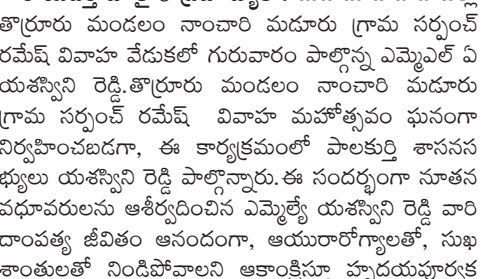 తొర్రూరు మండలం నాంచారి మడూరు గ్రామ సర్పంచ్
రమేష్ వివాహ వేడుకలో గురువారం పాల్గొన్న ఎమ్మెఎల్ ఏ
యశస్విని రెడ్డి.తొర్రూరు మండలం నాంచారి మడూరు
గ్రామ సర్పంచ్ రమేష్ వివాహ మహోత్సవం ఘనంగా
నిర్వహించబడగా, ఈ కార్యక్రమంలో పాలకుర్తి శాసనస
భ్యులు యశస్విని రెడ్డి పాల్గొన్నారు.ఈ సందర్భంగా నూతన
వధూవరులను ఆశీర్వదించిన ఎమ్మెల్యే యశస్విని రెడ్డి వారి
దాంపత్య జీవితం ఆనందంగా, ఆయురారోగ్యాలతో, సుఖ
శాంతులతో నిండిపోవాలని ఆకాంక్షిస్తూ హృదయపూర్వక